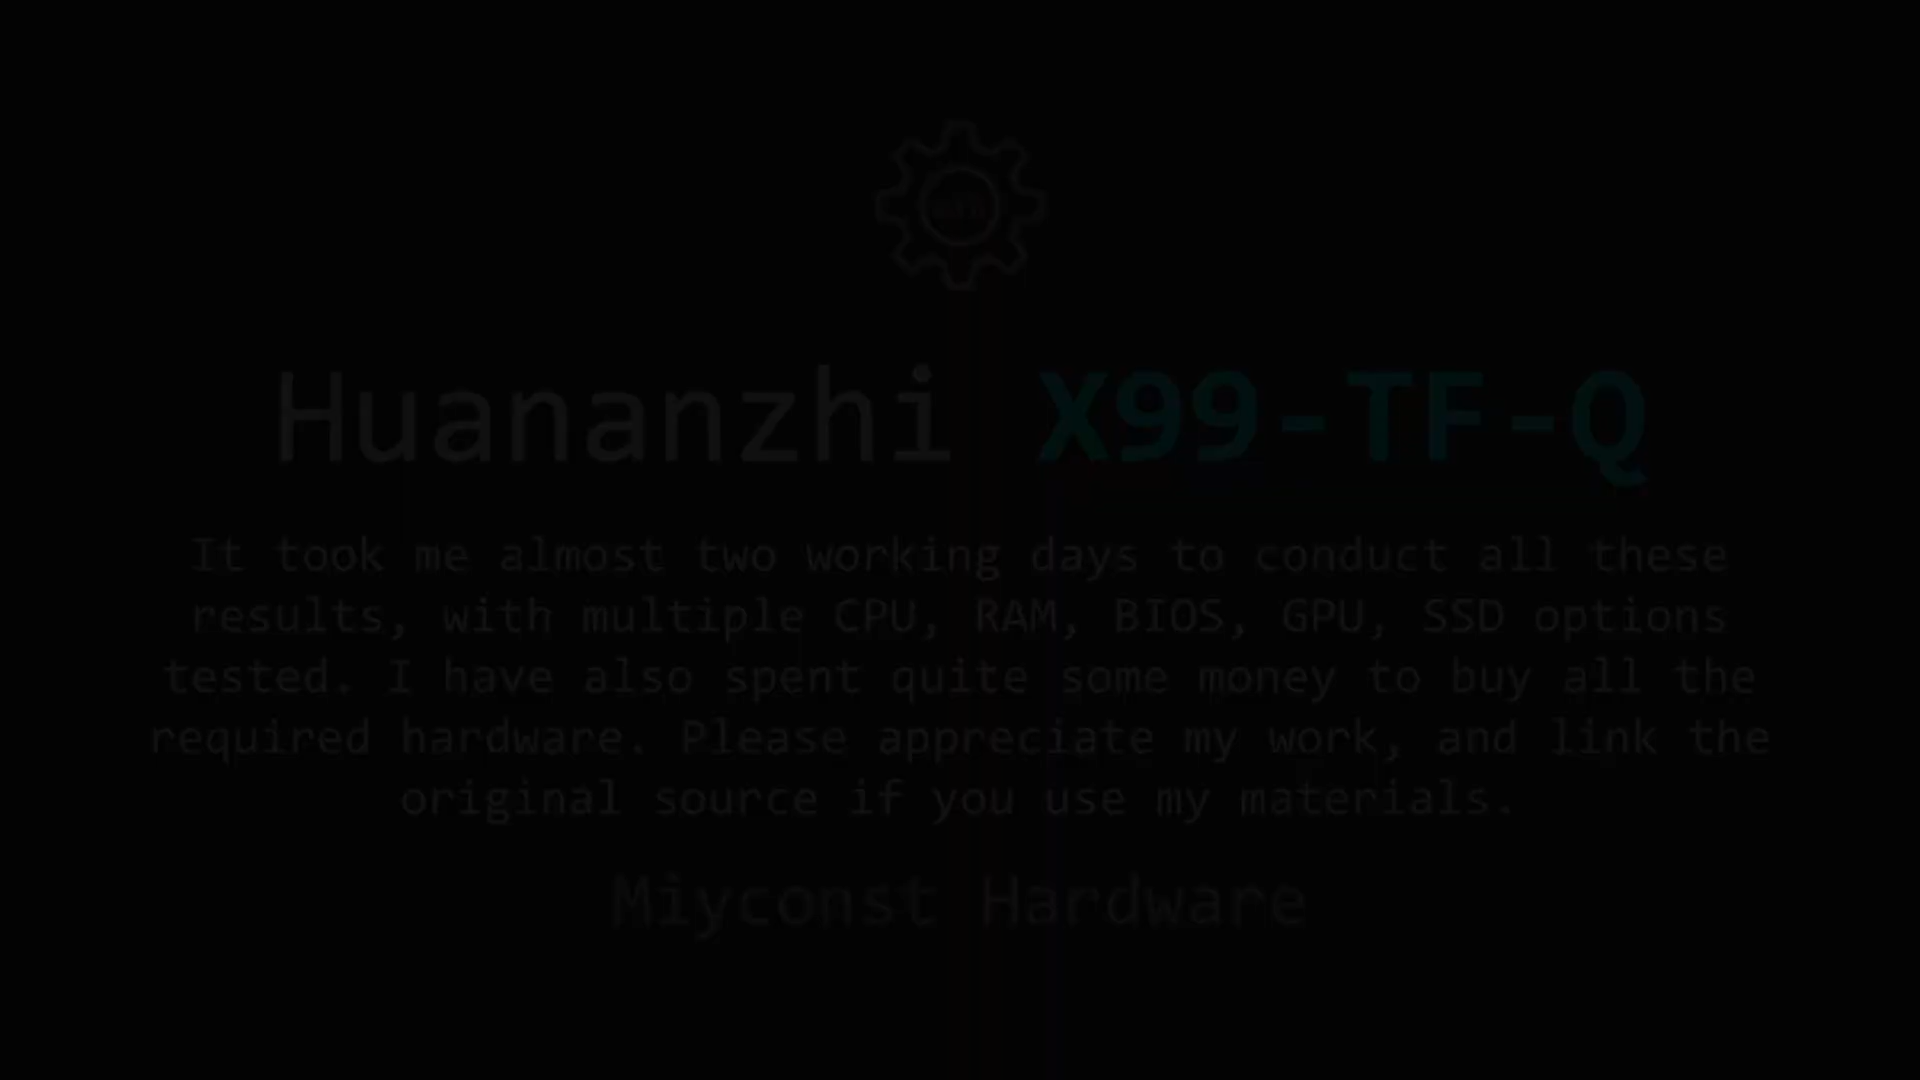 Huananzhi X99-TF-Q
It took me almost two working days to conduct all these
results, with multiple CPU, RAM, BIOS, GPU, SSD options
tested. I have also spent quite some money to buy all the
required hardware. Please appreciate my work, and link the
original source if you use my materials.
Miyconst Hardware